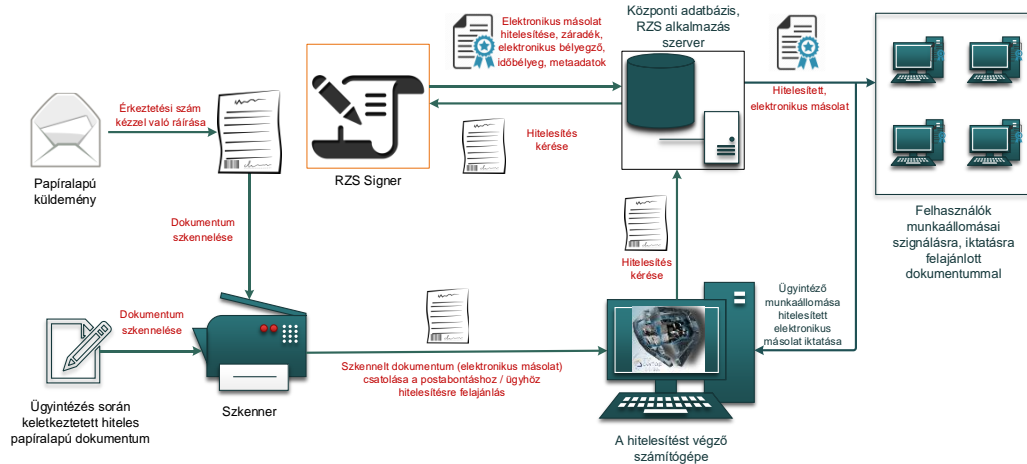 Elektronikus másolat
hitelesítése, záradék,
elektronikus bélyegző,
időbélyeg, metaadatok
Központi adatbázis,
RZS alkalmazás
szerver
Hitelesített,
elektronikus másolat
Érkeztetési szám
kézzel való ráírása
Hitelesítés
kérése
RZS Signer
Papíralapú
küldemény
Felhasználók
munkaállomásai
szignálásra, iktatásra
felajánlott
dokumentummal
Dokumentum
szkennelése
Hitelesítés
kérése
Dokumentum
szkennelése
Ügyintéző
munkaállomása
hitelesített
elektronikus
másolat iktatása
Szkennelt dokumentum (elektronikus másolat)
csatolása a postabontáshoz / ügyhöz
hitelesítésre felajánlás
Ügyintézés során
keletkeztetett hiteles
papíralapú dokumentum
Szkenner
A hitelesítést végző
számítógépe